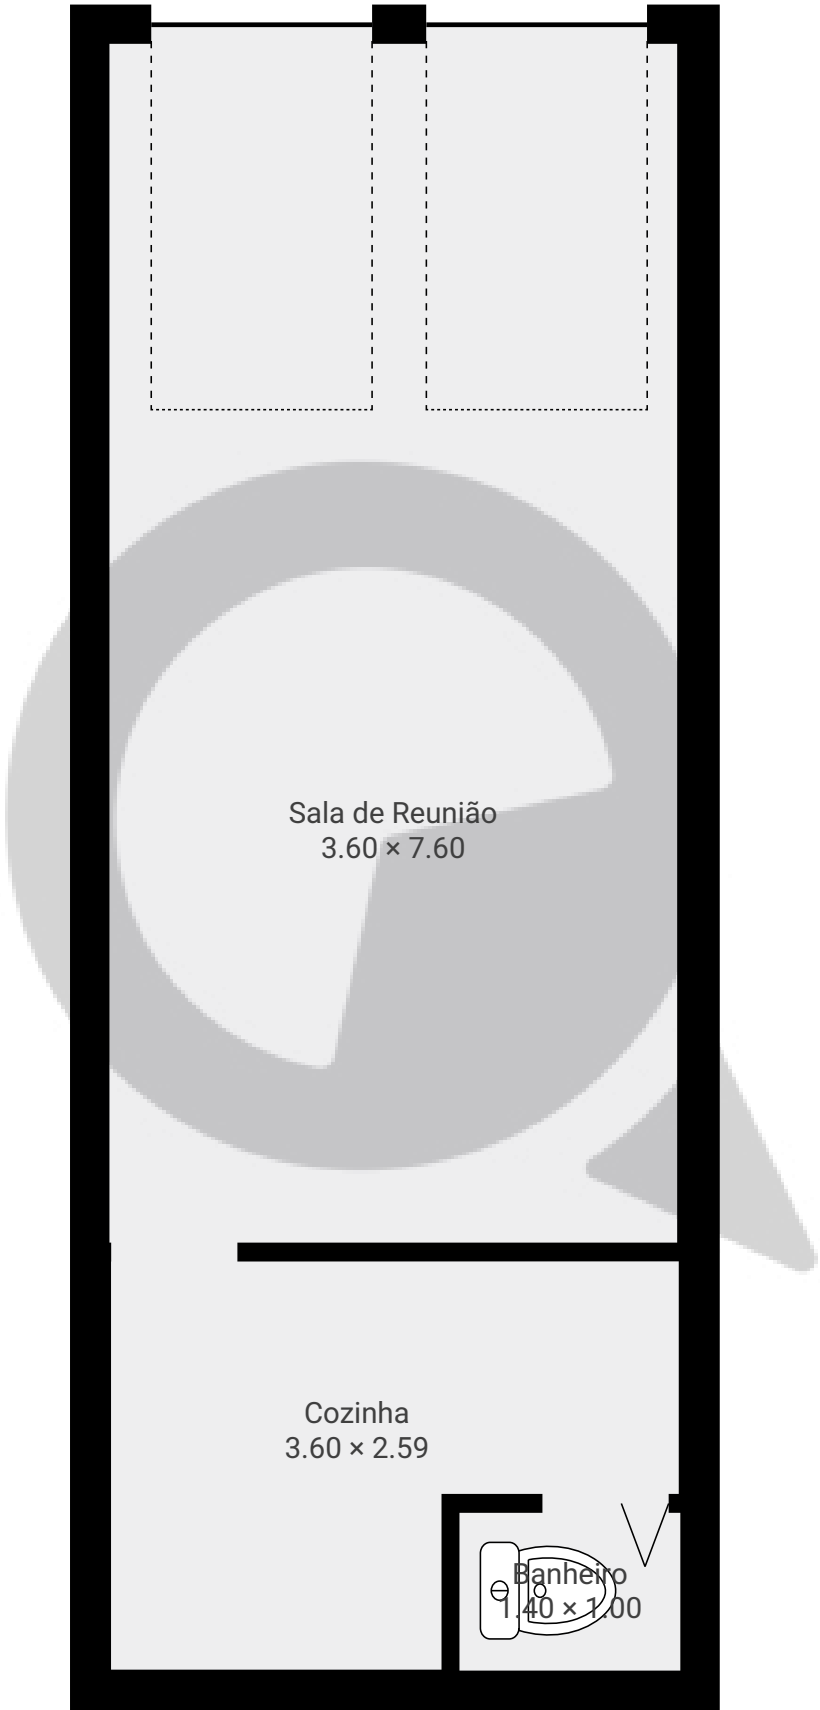 Sala de Reunião
3.60 × 7.60
Cozinha
3.60 × 2.59
Banheiro
1.40 × 1.00